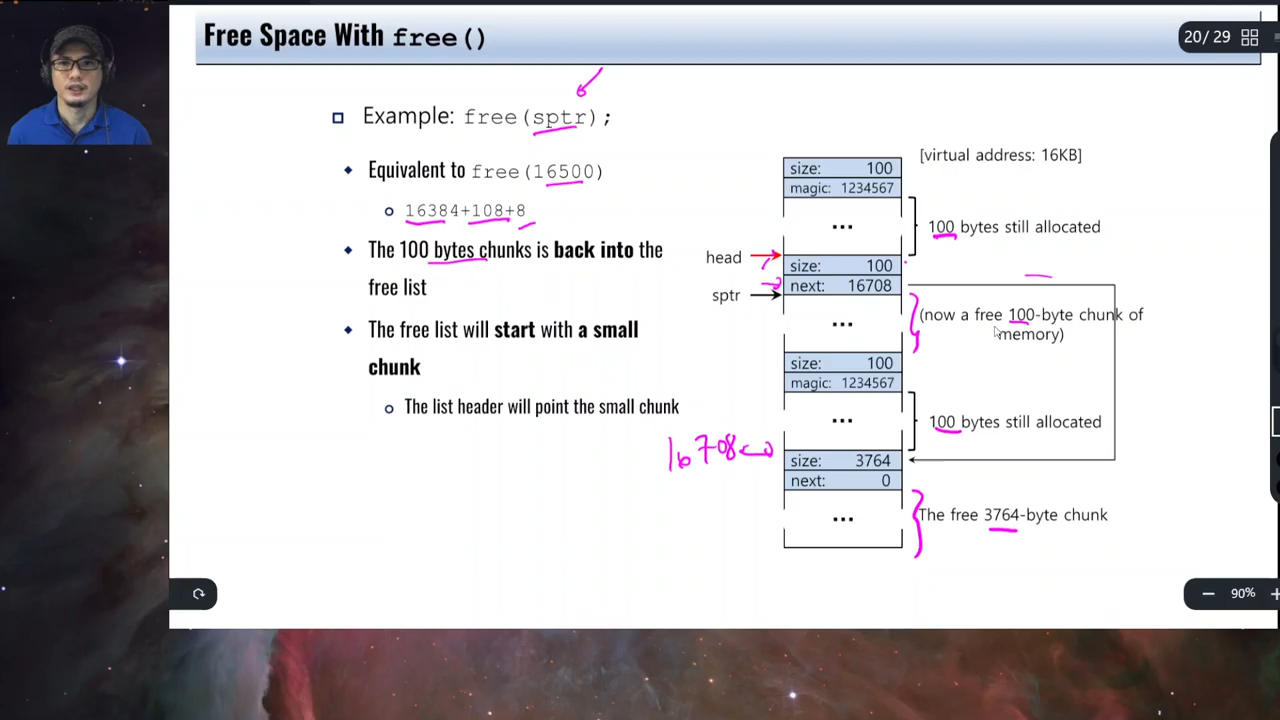 Free Space With free()
20 / 29
Example: free(sptr);
Equivalent to free(16500)
16384+108+8
The 100 bytes chunks is back into the
free list
The free list will start with a small
chunk
The list header will point the small chunk
[virtual address: 16KB]
size: 100
magic: 1234567
...
100 bytes still allocated
head
size: 100
next: 16708
sptr
...
(now a free 100-byte chunk of
memory)
size: 100
magic: 1234567
...
100 bytes still allocated
16708
size: 3764
next: 0
...
The free 3764-byte chunk
90%